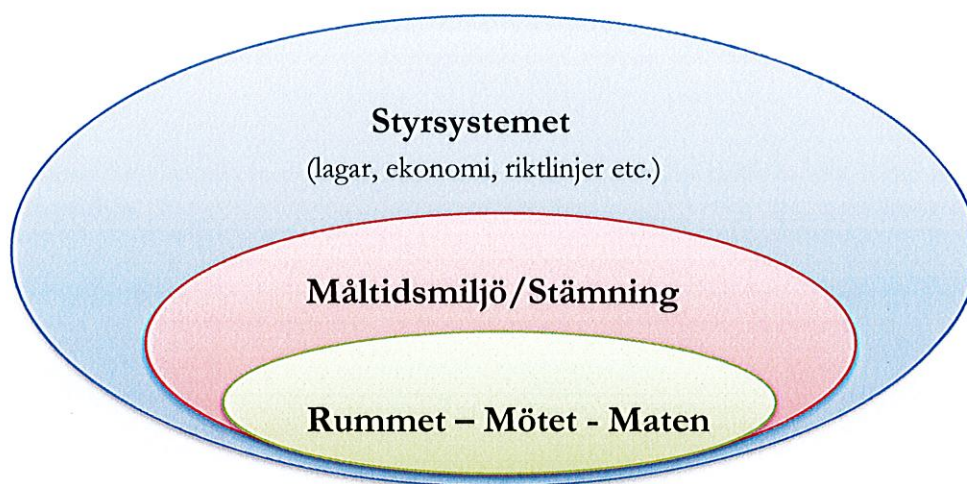 Styrsystemet
(lagar, ekonomi, riktlinjer etc.)
Måltidsmiljö/Stämning
Rummet – Mötet - Maten